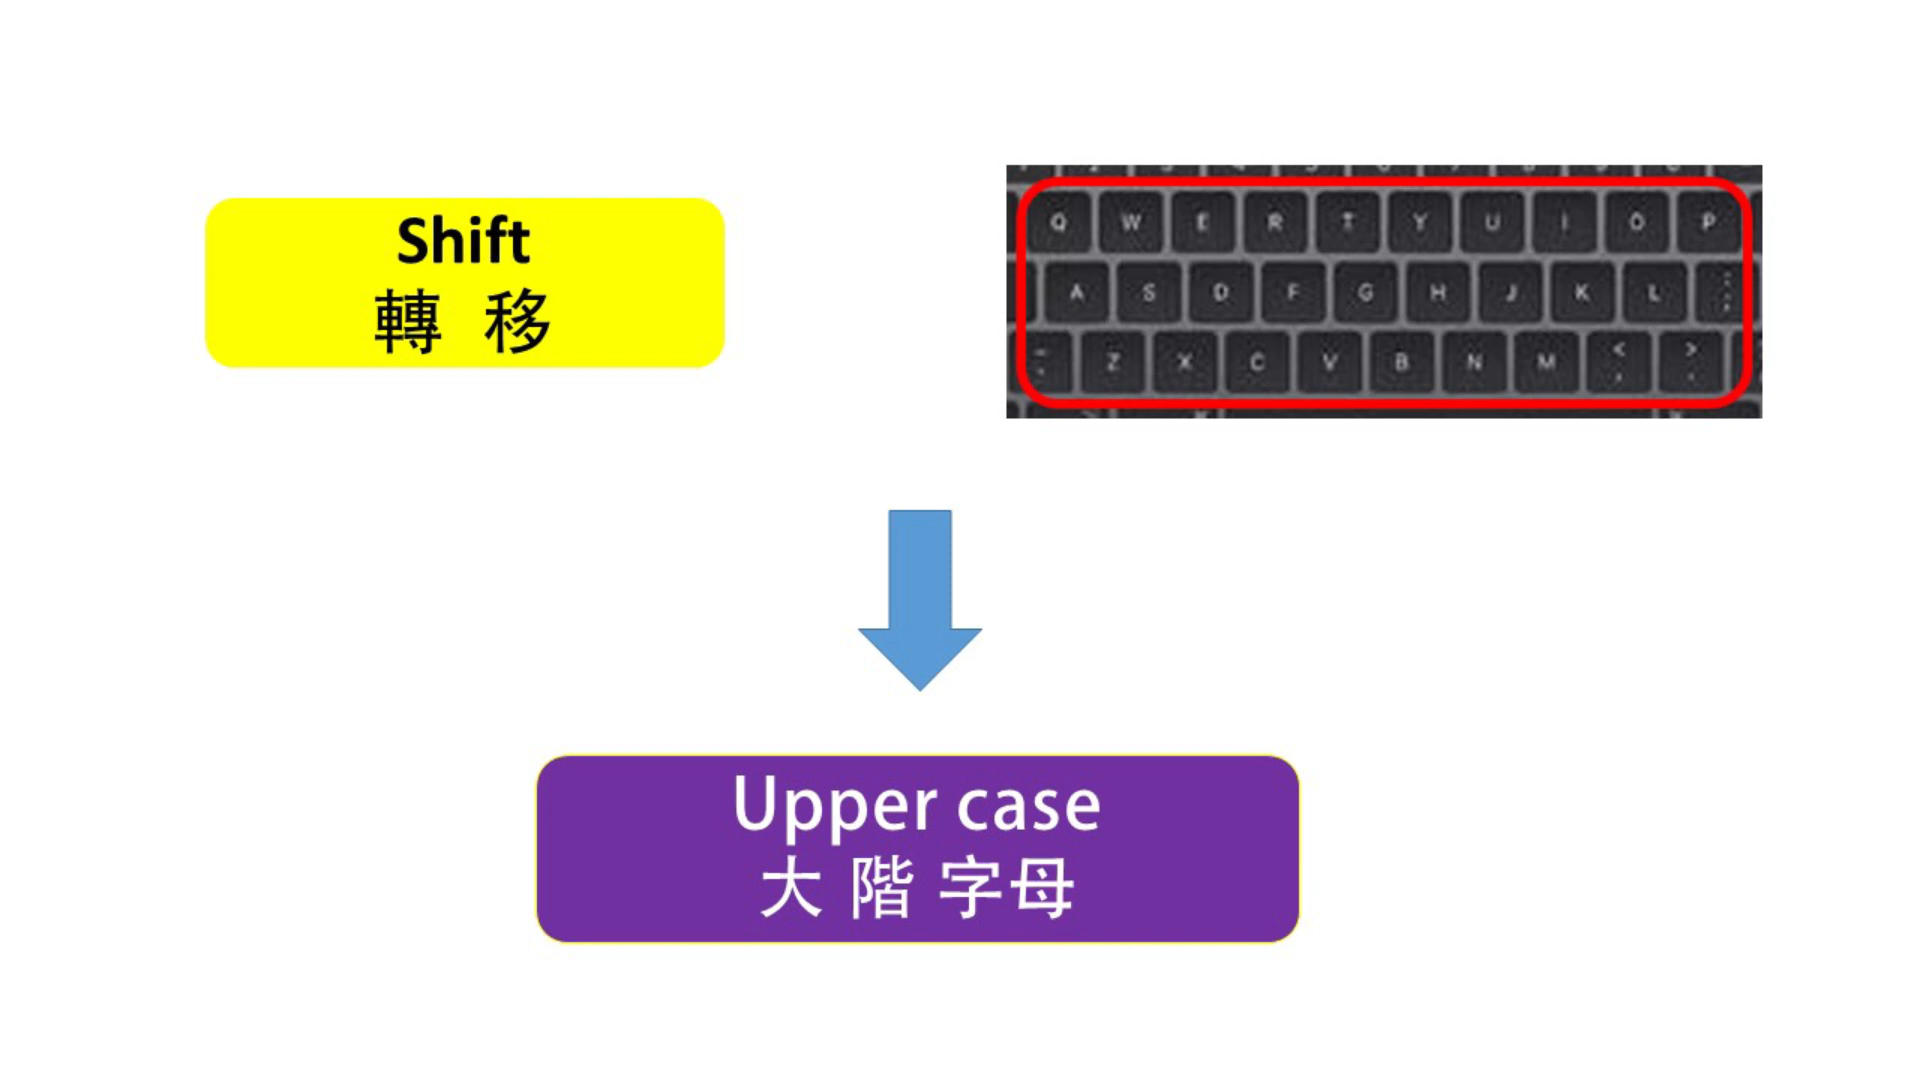 Shift
轉 移
Q W E R T Y U I O P
A S D F G H J K L :
Z X C V B N M < >
Upper case
大 階 字母